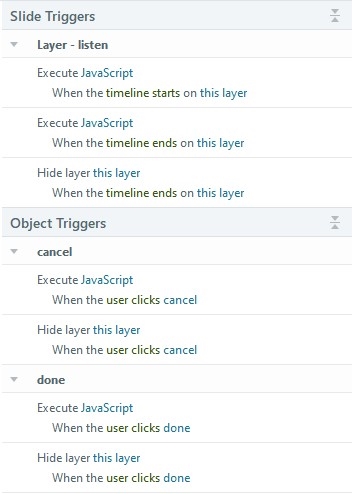 Slide Triggers
Layer - listen
Execute JavaScript
When the timeline starts on this layer
Execute JavaScript
When the timeline ends on this layer
Hide layer this layer
When the timeline ends on this layer
Object Triggers
cancel
Execute JavaScript
When the user clicks cancel
Hide layer this layer
When the user clicks cancel
done
Execute JavaScript
When the user clicks done
Hide layer this layer
When the user clicks done